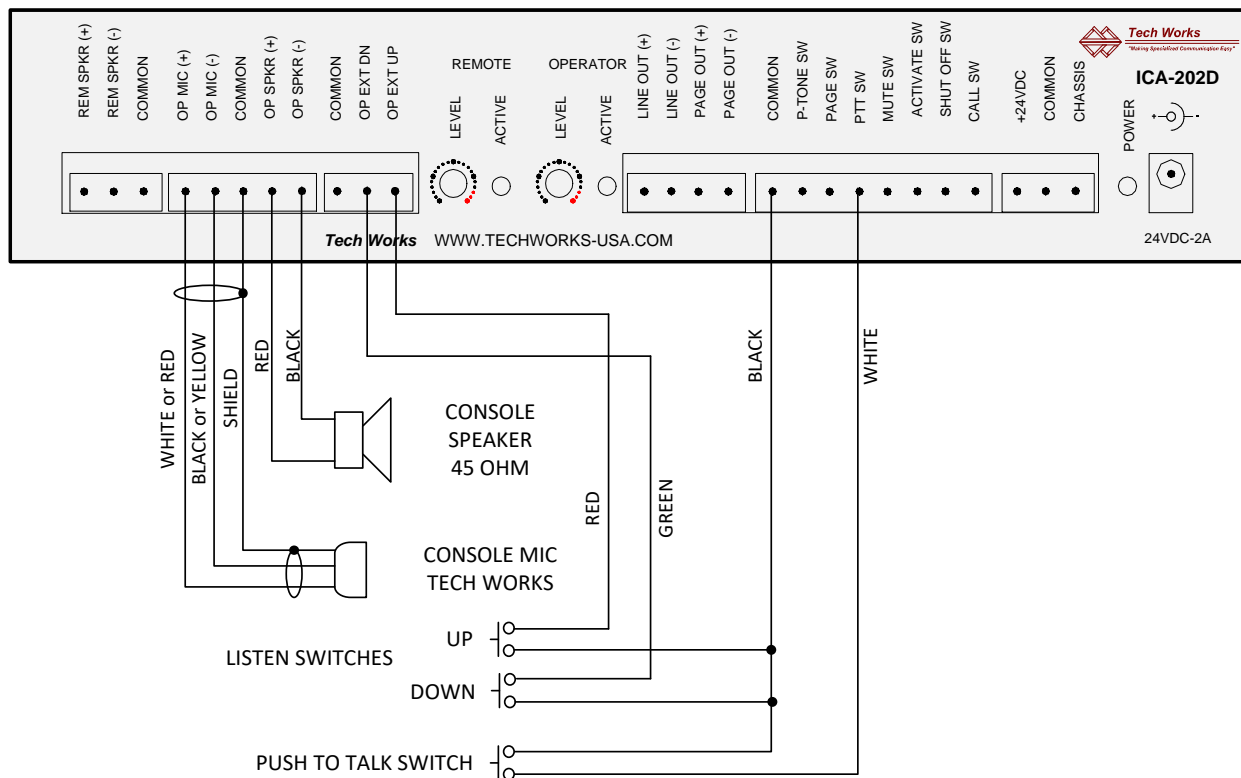 REM SPKR (+)
REM SPKR (-)
COMMON
OP MIC (+)
OP MIC (-)
COMMON
OP SPKR (+)
OP SPKR (-)
COMMON
OP EXT DN
OP EXT UP
REMOTE
LEVEL
ACTIVE
OPERATOR
LEVEL
ACTIVE
LINE OUT (+)
LINE OUT (-)
PAGE OUT (+)
PAGE OUT (-)
COMMON
P-TONE SW
PAGE SW
PTT SW
MUTE SW
ACTIVATE SW
SHUT OFF SW
CALL SW
+24VDC
COMMON
CHASSIS
POWER
Tech Works
"Making Specialized Communication Easy"
ICA-202D
+ -
24VDC-2A
Tech Works WWW.TECHWORKS-USA.COM
WHITE or RED
BLACK or YELLOW
SHIELD
RED
BLACK
CONSOLE
SPEAKER
45 OHM
CONSOLE MIC
TECH WORKS
RED
GREEN
BLACK
WHITE
UP
LISTEN SWITCHES
DOWN
PUSH TO TALK SWITCH